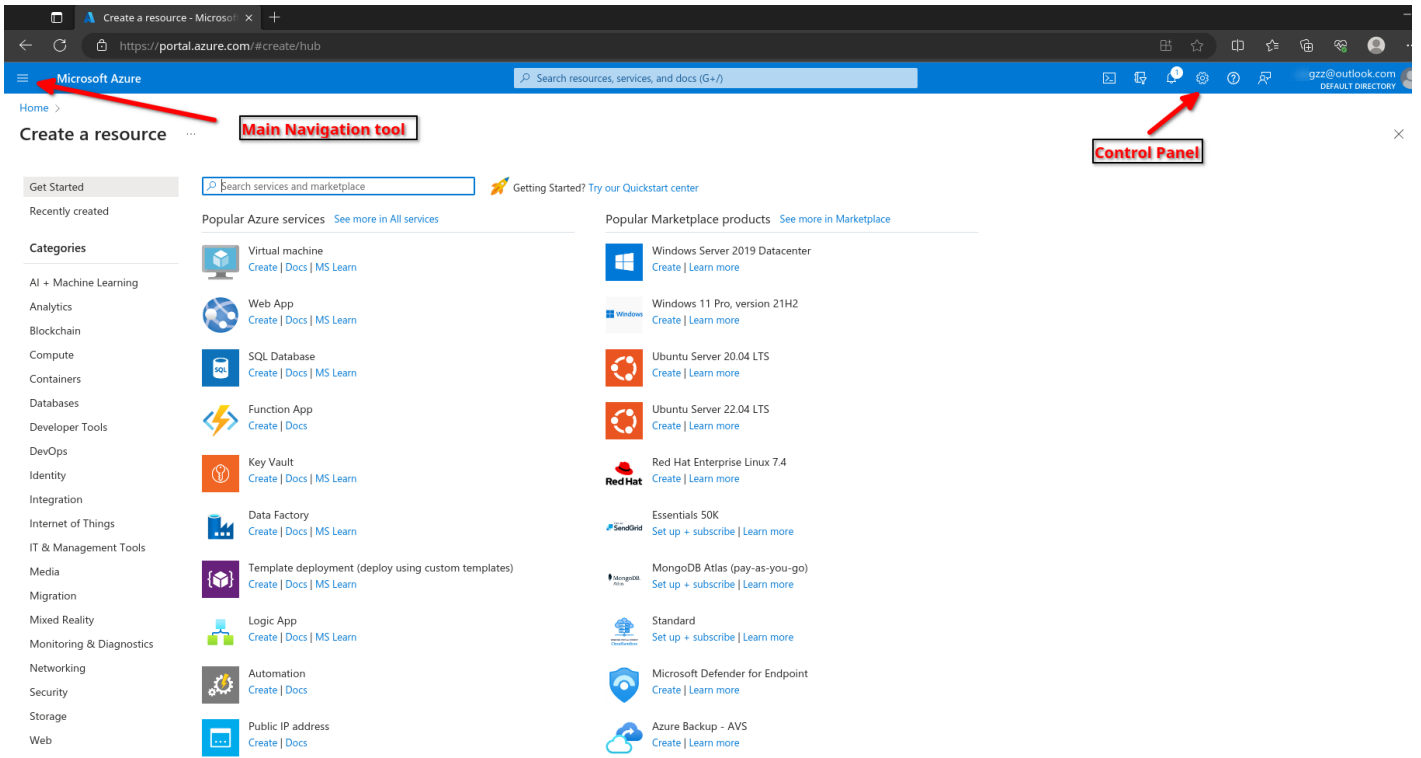 Create a resource - Microsof
https://portal.azure.com/#create/hub
Microsoft Azure
Search resources, services, and docs (G+/)
1
gzz@outlook.com
DEFAULT DIRECTORY
Home >
Create a resource ...
Main Navigation tool
Control Panel
Get Started
Recently created
Categories
AI + Machine Learning
Analytics
Blockchain
Compute
Containers
Databases
Developer Tools
DevOps
Identity
Integration
Internet of Things
IT & Management Tools
Media
Migration
Mixed Reality
Monitoring & Diagnostics
Networking
Security
Storage
Web
Search services and marketplace
Getting Started? Try our Quickstart center
Popular Azure services See more in All services
Virtual machine
Create | Docs | MS Learn
Web App
Create | Docs | MS Learn
SQL
SQL Database
Create | Docs | MS Learn
Function App
Create | Docs
Key Vault
Create | Docs | MS Learn
Data Factory
Create | Docs | MS Learn
Template deployment (deploy using custom templates)
Create | Docs | MS Learn
Logic App
Create | Docs | MS Learn
Automation
Create | Docs
Public IP address
Create | Docs
Popular Marketplace products See more in Marketplace
Windows Server 2019 Datacenter
Create | Learn more
Windows
Windows 11 Pro, version 21H2
Create | Learn more
Ubuntu Server 20.04 LTS
Create | Learn more
Ubuntu Server 22.04 LTS
Create | Learn more
Red Hat
Red Hat Enterprise Linux 7.4
Create | Learn more
SendGrid
Essentials 50K
Set up + subscribe | Learn more
MongoDB.
Atlas
MongoDB Atlas (pay-as-you-go)
Set up + subscribe | Learn more
Standard
Set up + subscribe | Learn more
Microsoft Defender for Endpoint
Create | Learn more
Azure Backup - AVS
Create | Learn more